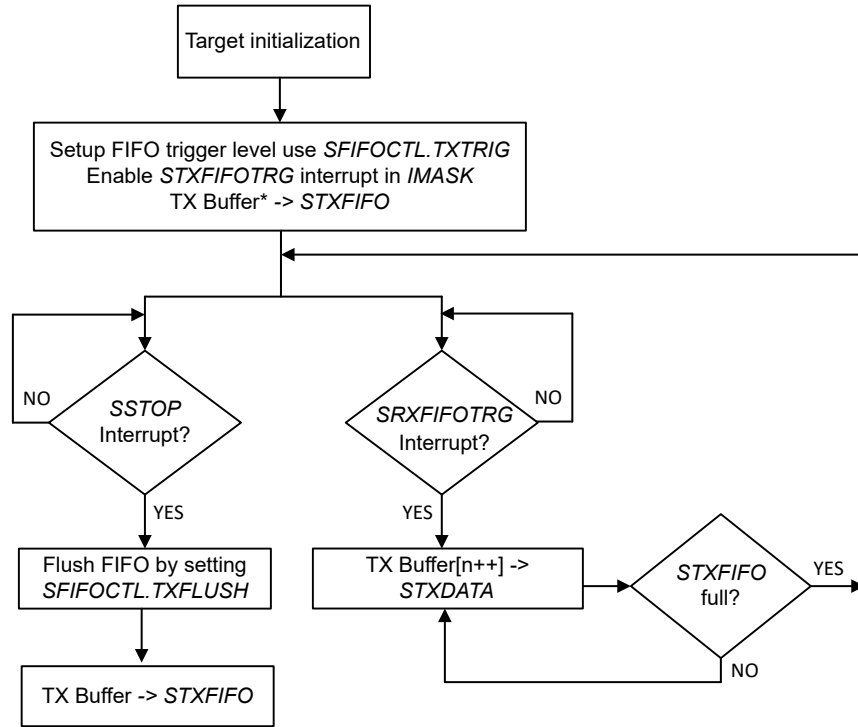 Target initialization
Setup FIFO trigger level use SFIFOCTL.TXTRIG
Enable STXFIFOTRG interrupt in IMASK
TX Buffer* -> STXFIFO
NO
SSTOP
Interrupt?
YES
Flush FIFO by setting
SFIFOCTL.TXFLUSH
TX Buffer -> STXFIFO
SRXFIFOTRG
Interrupt?
NO
YES
TX Buffer[n++] ->
STXDATA
STXFIFO
full?
YES
NO